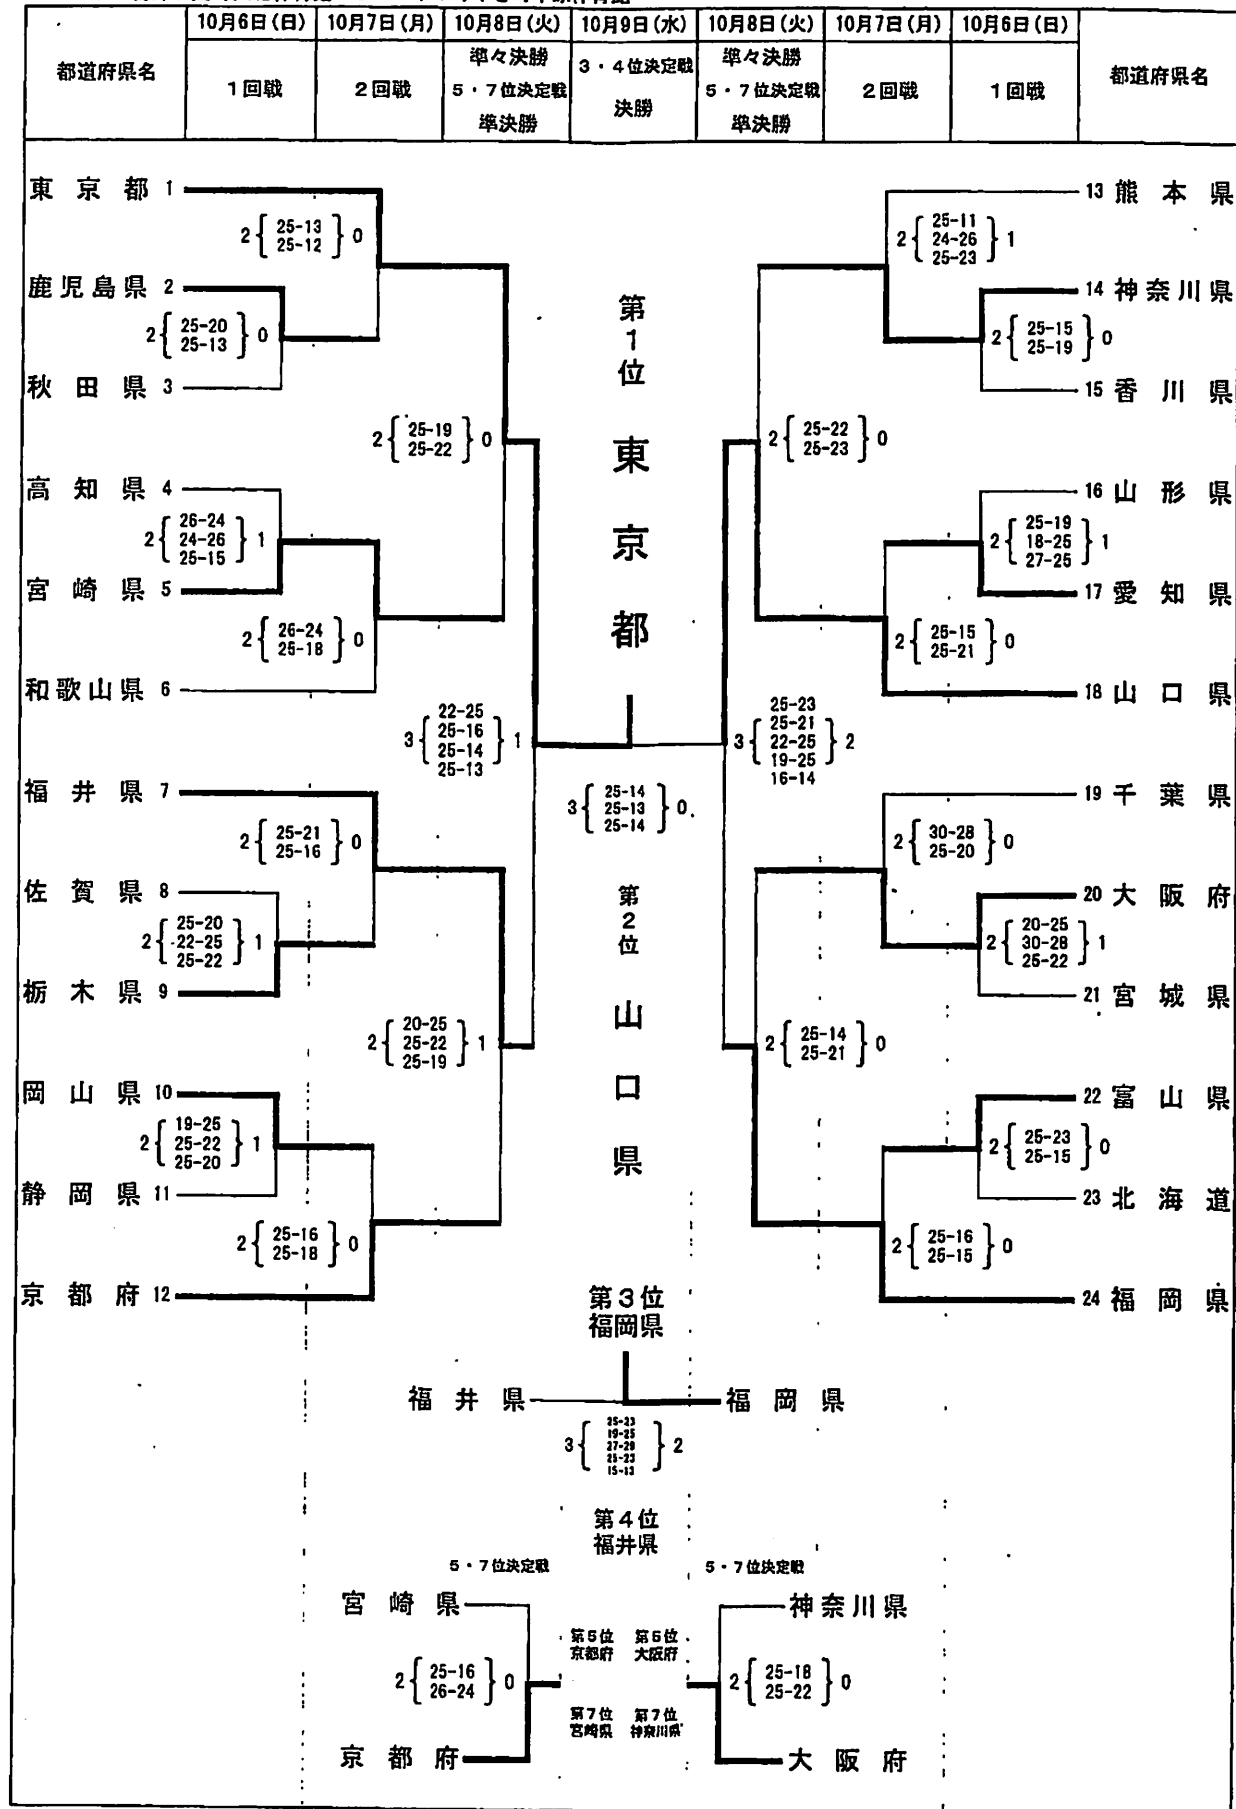 10月6日(日) 10月7日(月) 10月8日(火) 10月9日(水) 10月8日(火) 10月7日(月) 10月6日(日)
都道府県名 1回戦 2回戦 準々決勝 5・7位決定戦 準決勝 3・4位決定戦 決勝 準々決勝 5・7位決定戦 準決勝 2回戦 1回戦 都道府県名
東京都 1
2 { 25-13 25-12 } 0
鹿児島県 2
2 { 25-20 25-13 } 0
秋田県 3
2 { 25-19 25-22 } 0
高知県 4
2 { 26-24 24-26 25-15 } 1
宮崎県 5
2 { 26-24 25-18 } 0
和歌山県 6
3 { 22-25 25-16 25-14 25-13 } 1
福井県 7
2 { 25-21 25-16 } 0
佐賀県 8
2 { 25-20 22-25 25-22 } 1
栃木県 9
2 { 20-25 25-22 25-19 } 1
岡山県 10
2 { 19-25 25-22 25-20 } 1
静岡県 11
2 { 25-16 25-18 } 0
京都府 12
第1位
東京都
3 { 25-14 25-13 25-14 } 0
第2位
山口県
13 熊本県
2 { 25-11 24-26 25-23 } 1
14 神奈川県
2 { 25-15 25-19 } 0
15 香川県
2 { 25-22 25-23 } 0
16 山形県
2 { 25-19 18-25 27-25 } 1
17 愛知県
2 { 25-15 25-21 } 0
18 山口県
3 { 25-23 25-21 22-25 19-25 16-14 } 2
19 千葉県
2 { 30-28 25-20 } 0
20 大阪府
2 { 20-25 30-28 25-22 } 1
21 宮城県
2 { 25-14 25-21 } 0
22 富山県
2 { 25-23 25-15 } 0
23 北海道
2 { 25-16 25-15 } 0
24 福岡県
第3位
福岡県
福井県 福岡県
3 { 25-23 19-25 27-29 25-23 15-13 } 2
第4位
福井県
5・7位決定戦 5・7位決定戦
宮崎県 神奈川県
第5位 第6位
京都府 大阪府
2 { 25-16 26-24 } 0 2 { 25-18 25-22 } 0
第7位 第7位
宮崎県 神奈川県
京都府 大阪府